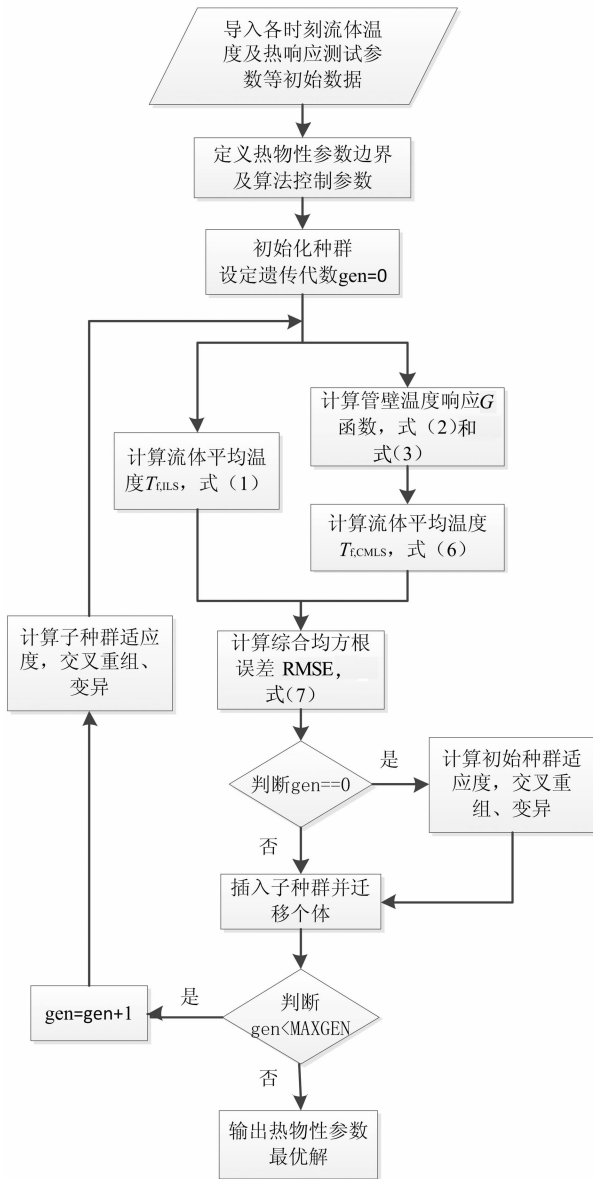 导入各时刻流体温
度及热响应测试参
数等初始数据
定义热物性参数边界
及算法控制参数
初始化种群
设定遗传代数gen=0
计算管壁温度响应G
函数，式（2）和
式(3）
计算流体平均温
度Tf,ILS，式（1）
计算流体平均温度
Tf,CMLS，式（6）
计算子种群适应
度，交叉重组、
变异
计算综合均方根
误差 RMSE，
式(7）
判断gen==0
是
计算初始种群适
应度，交叉重
组、变异
否
插入子种群并迁
移个体
gen=gen+1
是
判断
gen<MAXGEN
否
输出热物性参数
最优解